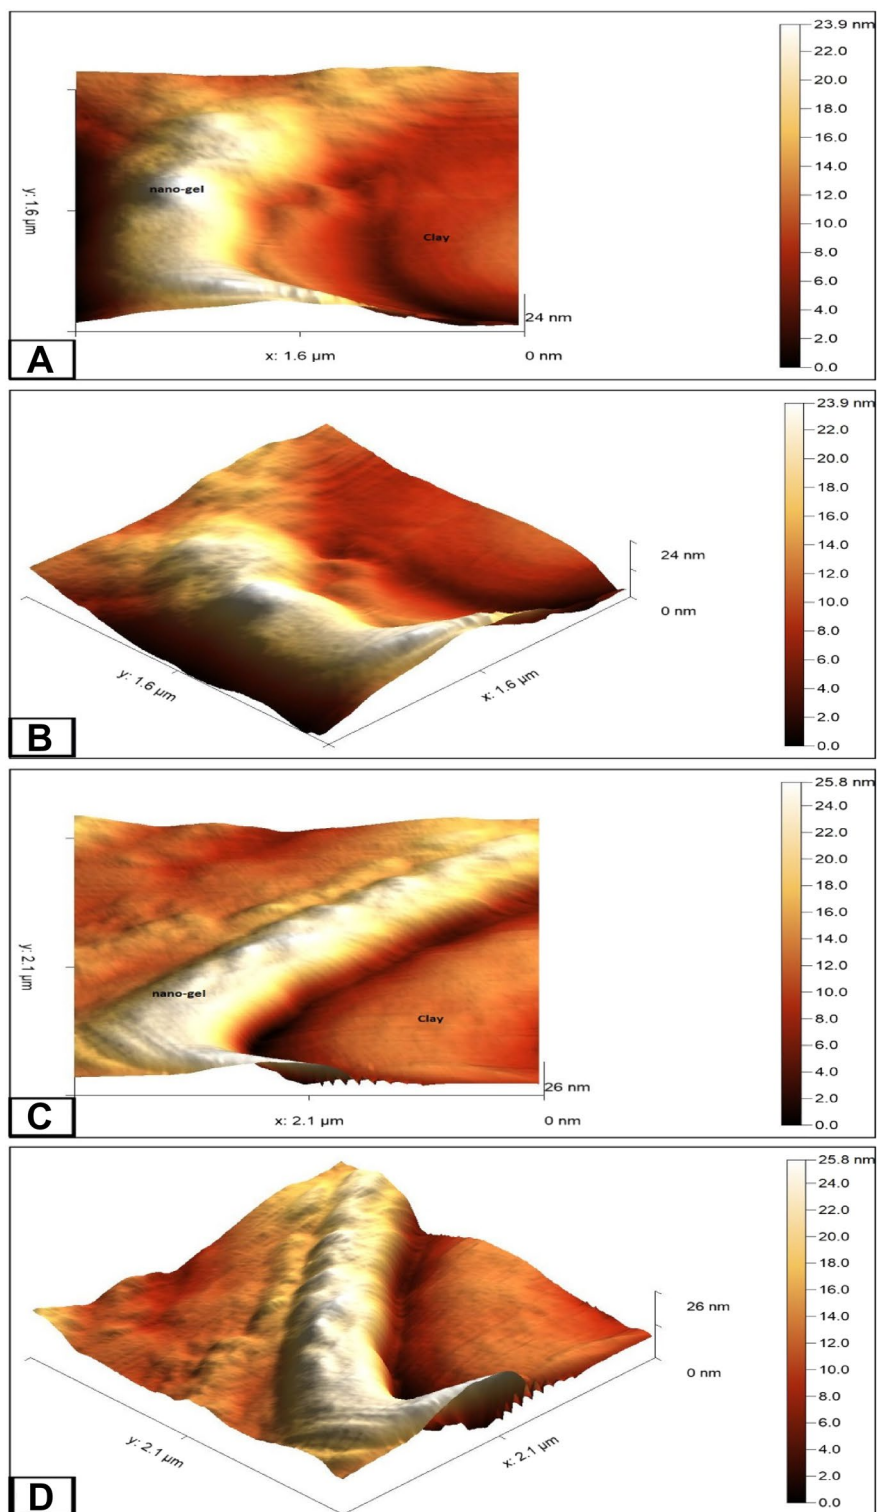 23.9 nm
22.0
20.0
18.0
16.0
14.0
12.0
10.0
8.0
6.0
4.0
2.0
0.0
y: 1.6 µm
nano-gel
Clay
24 nm
x: 1.6 µm
0 nm
A
23.9 nm
22.0
20.0
18.0
16.0
14.0
12.0
10.0
8.0
6.0
4.0
2.0
0.0
24 nm
0 nm
y: 1.6 µm
x: 1.6 µm
B
25.8 nm
24.0
22.0
20.0
18.0
16.0
14.0
12.0
10.0
8.0
6.0
4.0
2.0
0.0
y: 2.1 µm
nano-gel
Clay
26 nm
x: 2.1 µm
0 nm
C
25.8 nm
24.0
22.0
20.0
18.0
16.0
14.0
12.0
10.0
8.0
6.0
4.0
2.0
0.0
26 nm
0 nm
y: 2.1 µm
x: 2.1 µm
D